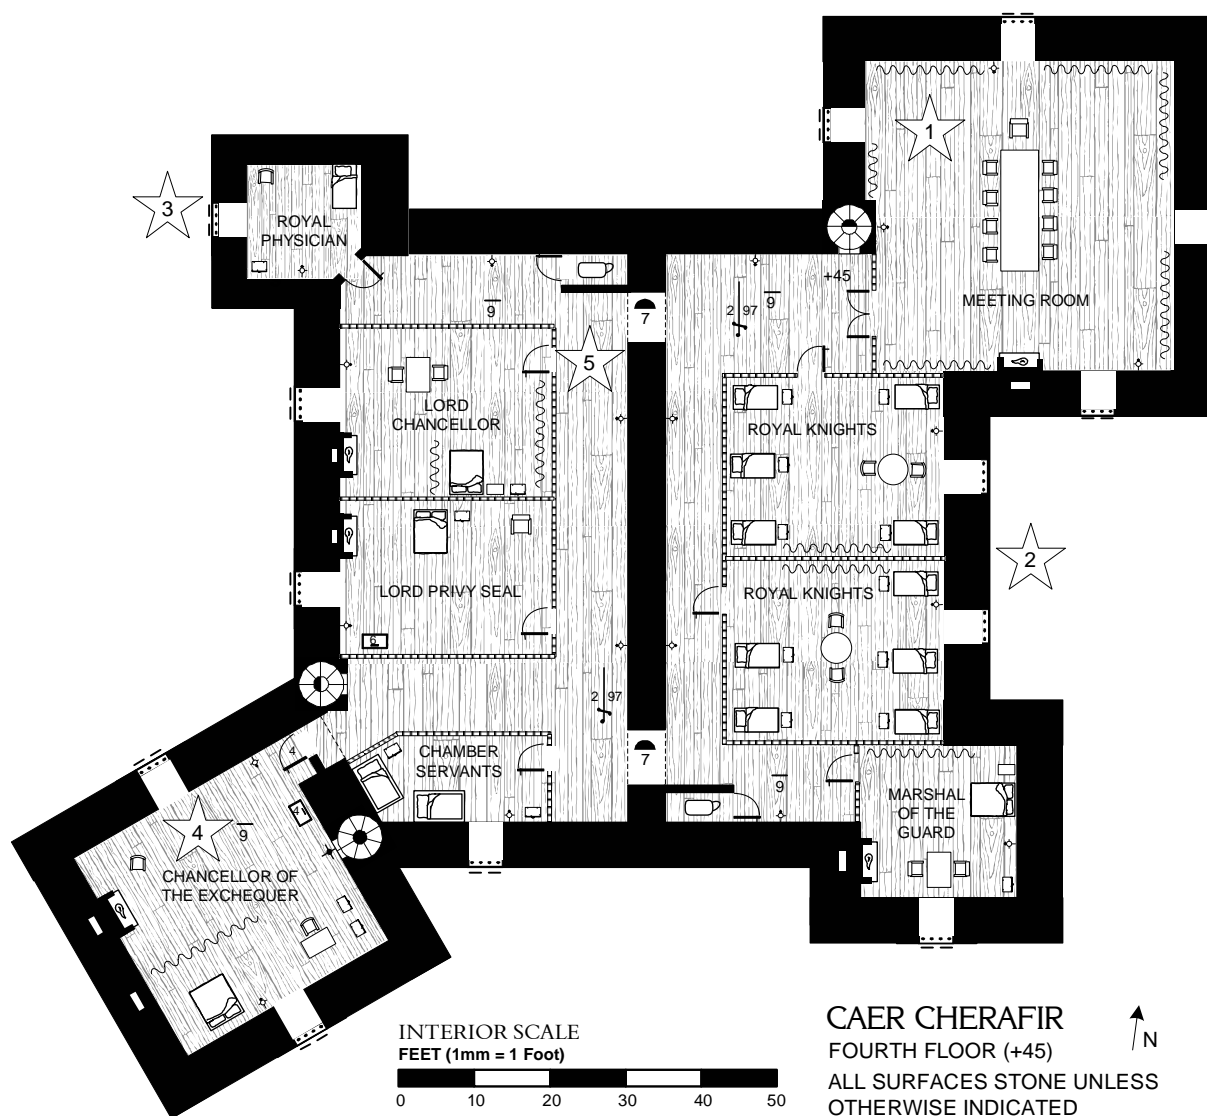 1
3
ROYAL
PHYSICIAN
+45
MEETING ROOM
9
9
2 97
7
5
LORD
CHANCELLOR
ROYAL KNIGHTS
2
LORD PRIVY SEAL
ROYAL KNIGHTS
6
2 97
7
4
CHAMBER
SERVANTS
9
MARSHAL
OF THE
GUARD
4
4
9
CHANCELLOR OF
THE EXCHEQUER
INTERIOR SCALE
FEET (1mm = 1 Foot)
0 10 20 30 40 50
CAER CHERAFIR
FOURTH FLOOR (+45)
N
ALL SURFACES STONE UNLESS
OTHERWISE INDICATED